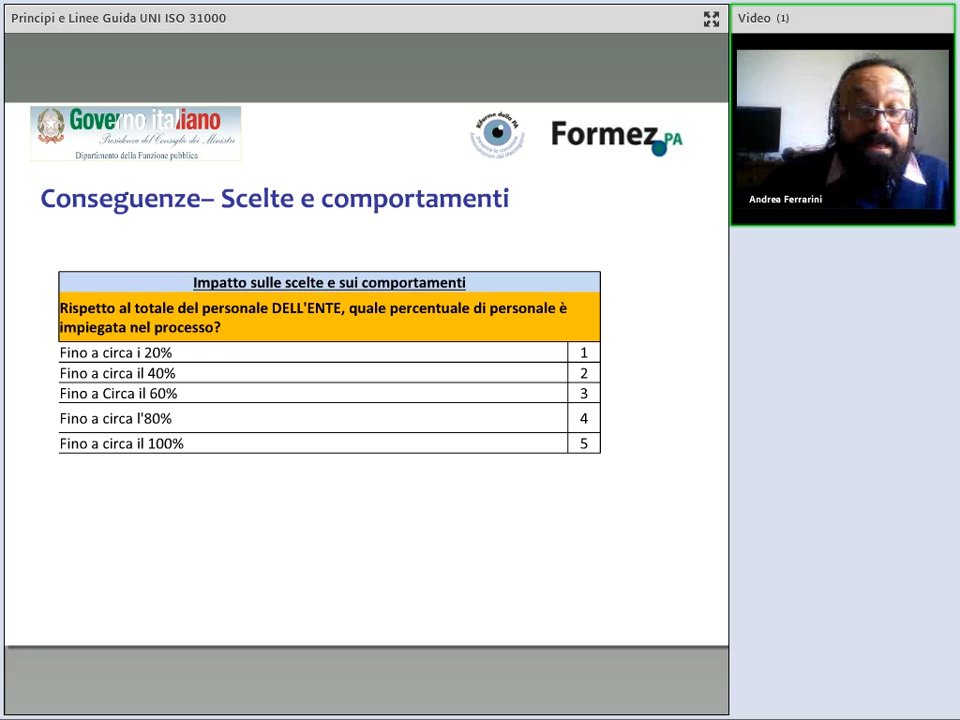 Principi e Linee Guida UNI ISO 31000
Video (1)
Governo italiano
Presidenza del Consiglio dei Ministri
Dipartimento della Funzione pubblica
Riforme della PA
Formez PA
Andrea Ferrarini
Conseguenze– Scelte e comportamenti
Impatto sulle scelte e sui comportamenti
Rispetto al totale del personale DELL'ENTE, quale percentuale di personale è
impiegata nel processo?
Fino a circa i 20% 1
Fino a circa il 40% 2
Fino a Circa il 60% 3
Fino a circa l'80% 4
Fino a circa il 100% 5